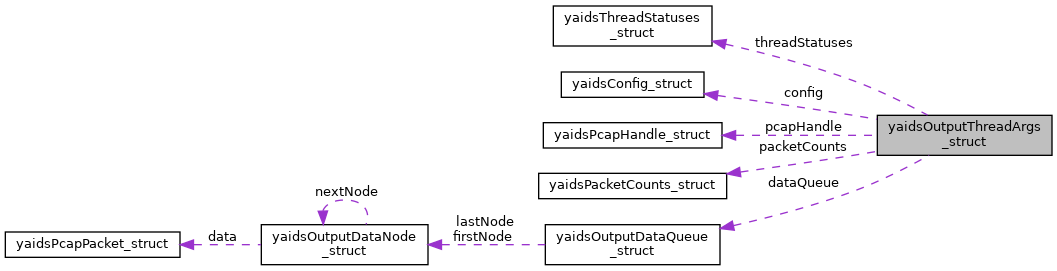 yaidsThreadStatuses
_struct
threadStatuses
yaidsConfig_struct
config
yaidsOutputThreadArgs
_struct
yaidsPcapHandle_struct
pcapHandle
packetCounts
yaidsPacketCounts_struct
dataQueue
nextNode
lastNode
firstNode
yaidsPcapPacket_struct
data
yaidsOutputDataNode
_struct
yaidsOutputDataQueue
_struct